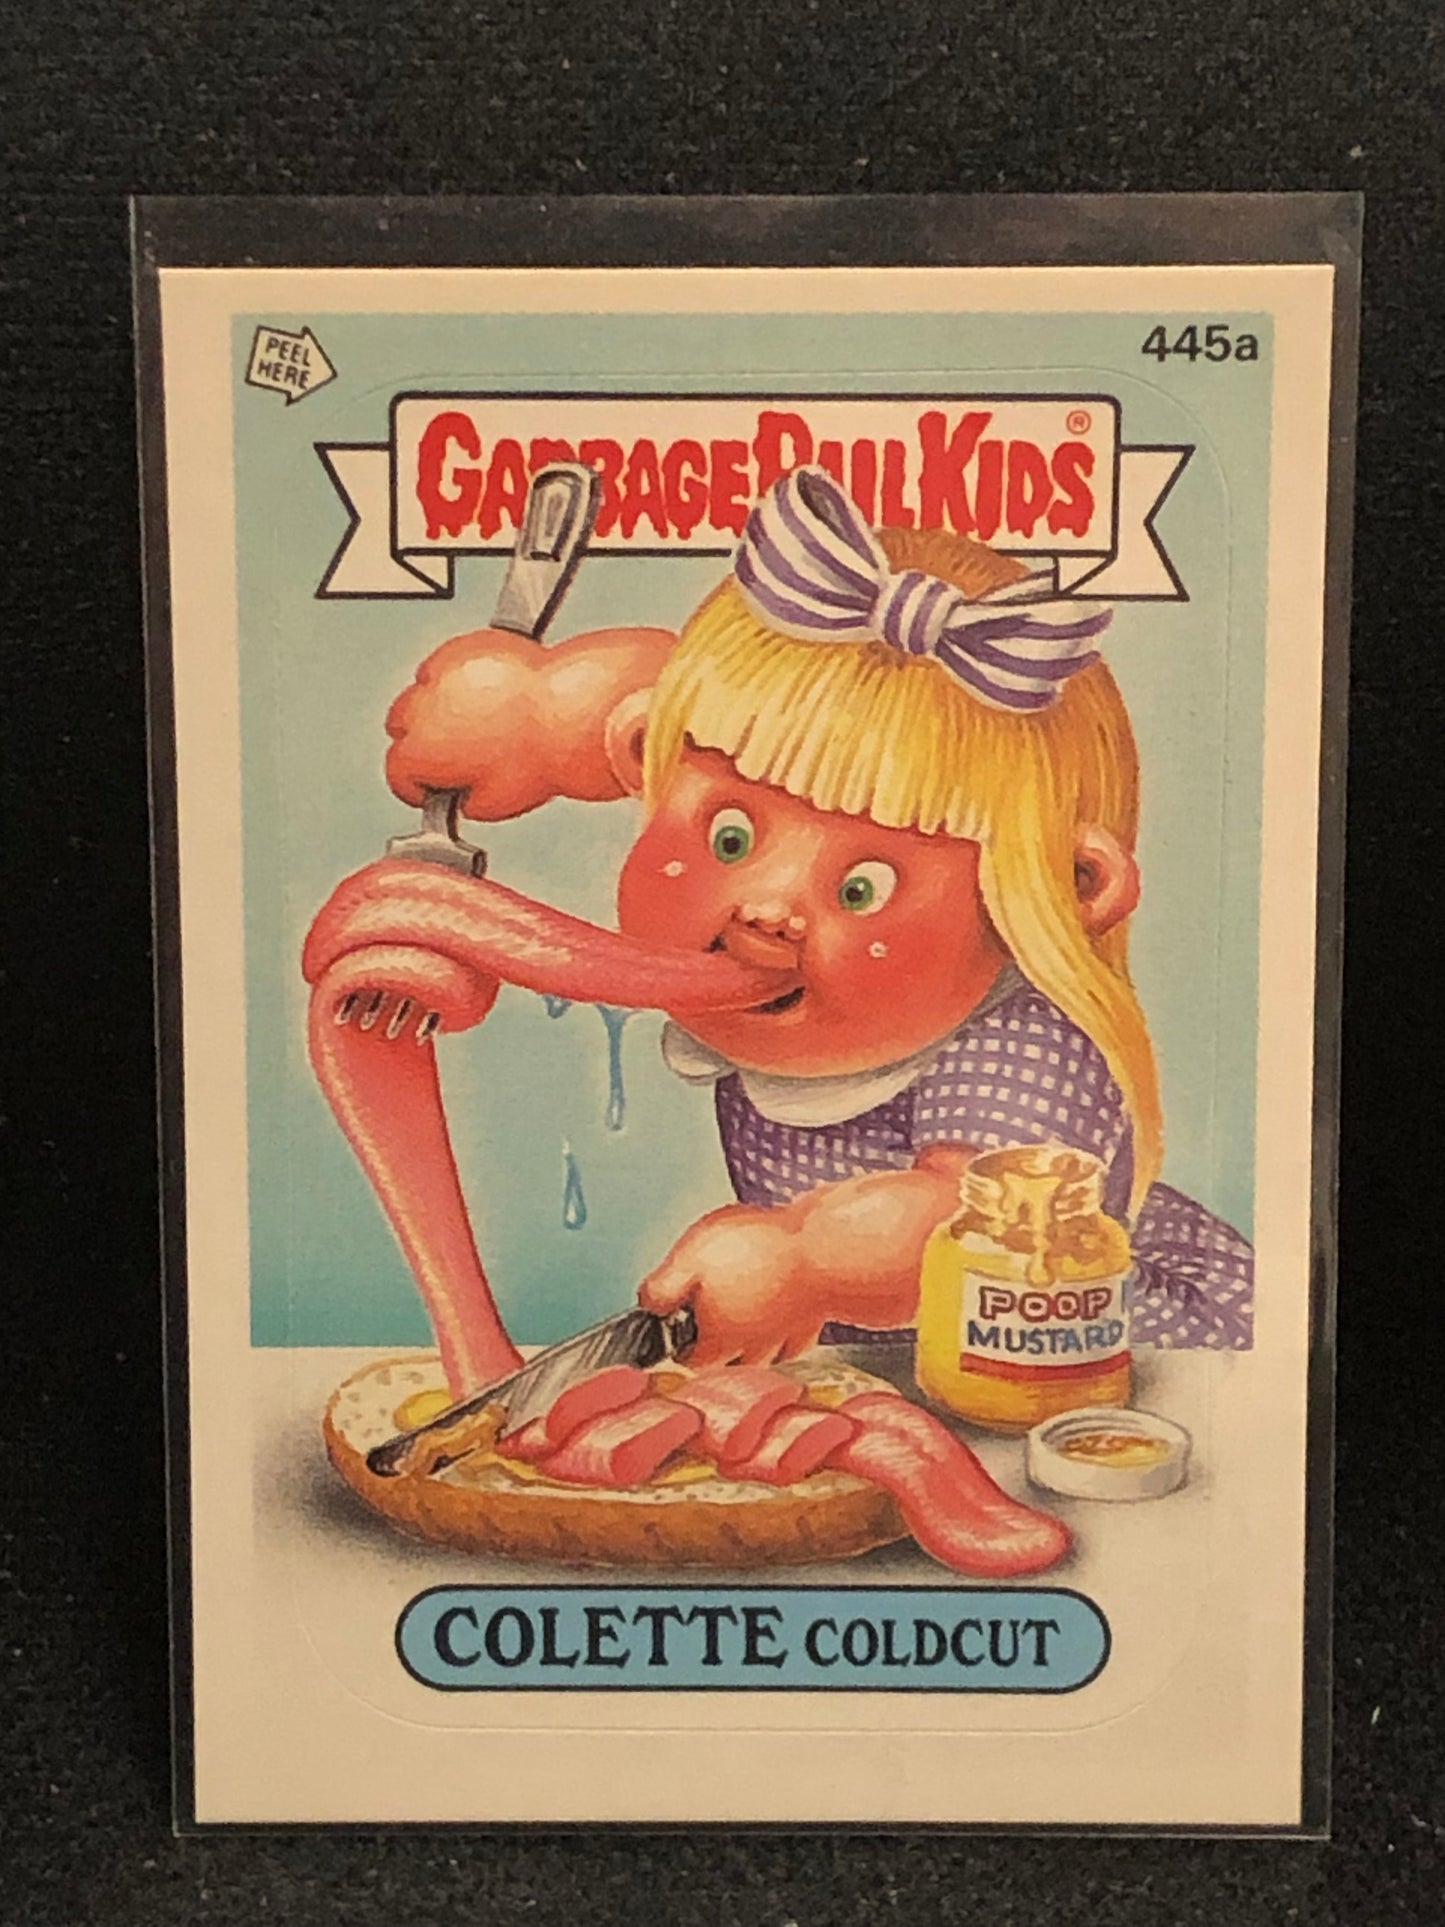 PEEL
HERE
445a
GARBAGE PAIL KIDS®
POOP
MUSTARD
COLETTE COLDCUT